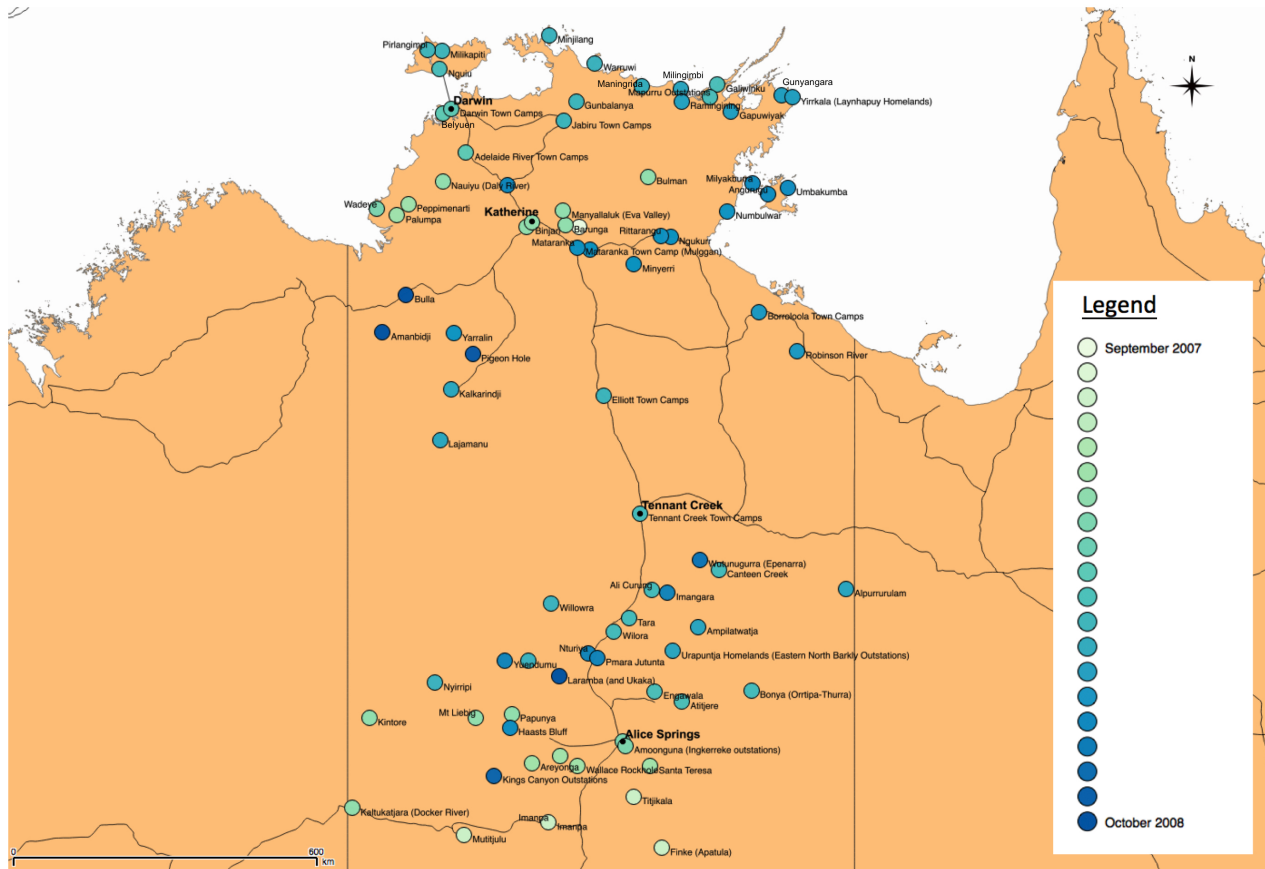 Pirlangimpi
Milikapiti
Nguiu
Minjilang
Warruwi
Maningrida
Milingimbi
Mapurru Outstations
Galiwinku
Gunyangara
Ramingining
Yirrkala (Laynhapuy Homelands)
Gapuwiyak
N
Darwin
Darwin Town Camps
Belyuen
Gunbalanya
Jabiru Town Camps
Adelaide River Town Camps
Nauiyu (Daly River)
Bulman
Milyakburra
Angurugu
Umbakumba
Numbulwar
Wadeye
Peppimenarti
Palumpa
Katherine
Binjari
Manyallaluk (Eva Valley)
Barunga
Rittarangu
Ngukurr
Mataranka
Mataranka Town Camp (Mulggan)
Minyerri
Bulla
Amanbidji
Yarralin
Pigeon Hole
Kalkarindji
Lajamanu
Borroloola Town Camps
Robinson River
Elliott Town Camps
Legend
September 2007
October 2008
Tennant Creek
Tennant Creek Town Camps
Wutunugurra (Epenarra)
Canteen Creek
Ali Curung
Imangara
Alpurrurulam
Willowra
Tara
Wilora
Ampilatwatja
Nturiya
Pmara Jutunta
Urapuntja Homelands (Eastern North Barkly Outstations)
Yuendumu
Laramba (and Ukaka)
Nyirripi
Engawala
Atitjere
Bonya (Orrtipa-Thurra)
Kintore
Mt Liebig
Papunya
Haasts Bluff
Alice Springs
Amoonguna (Ingkerreke outstations)
Areyonga
Wallace Rockhole
Santa Teresa
Kings Canyon Outstations
Titjikala
Kaltukatjara (Docker River)
Imanpa
Imanpa
Mutitjulu
Finke (Apatula)
0
600
km